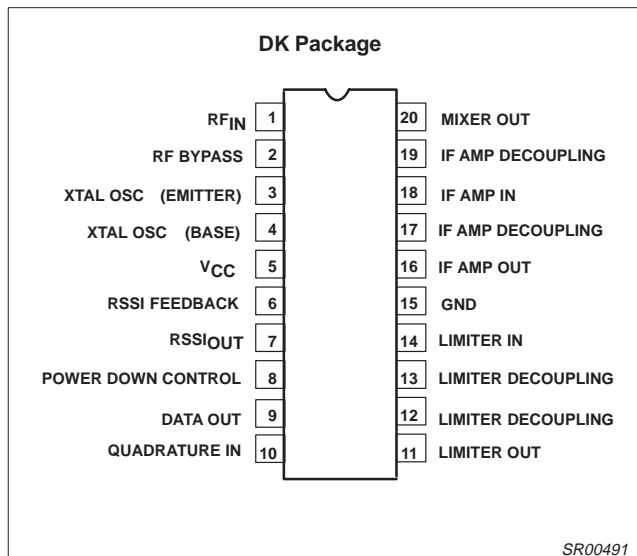 DK Package
RFIN 1 20 MIXER OUT
RF BYPASS 2 19 IF AMP DECOUPLING
XTAL OSC (EMITTER) 3 18 IF AMP IN
XTAL OSC (BASE) 4 17 IF AMP DECOUPLING
VCC 5 16 IF AMP OUT
RSSI FEEDBACK 6 15 GND
RSSIOUT 7 14 LIMITER IN
POWER DOWN CONTROL 8 13 LIMITER DECOUPLING
DATA OUT 9 12 LIMITER DECOUPLING
QUADRATURE IN 10 11 LIMITER OUT
SR00491